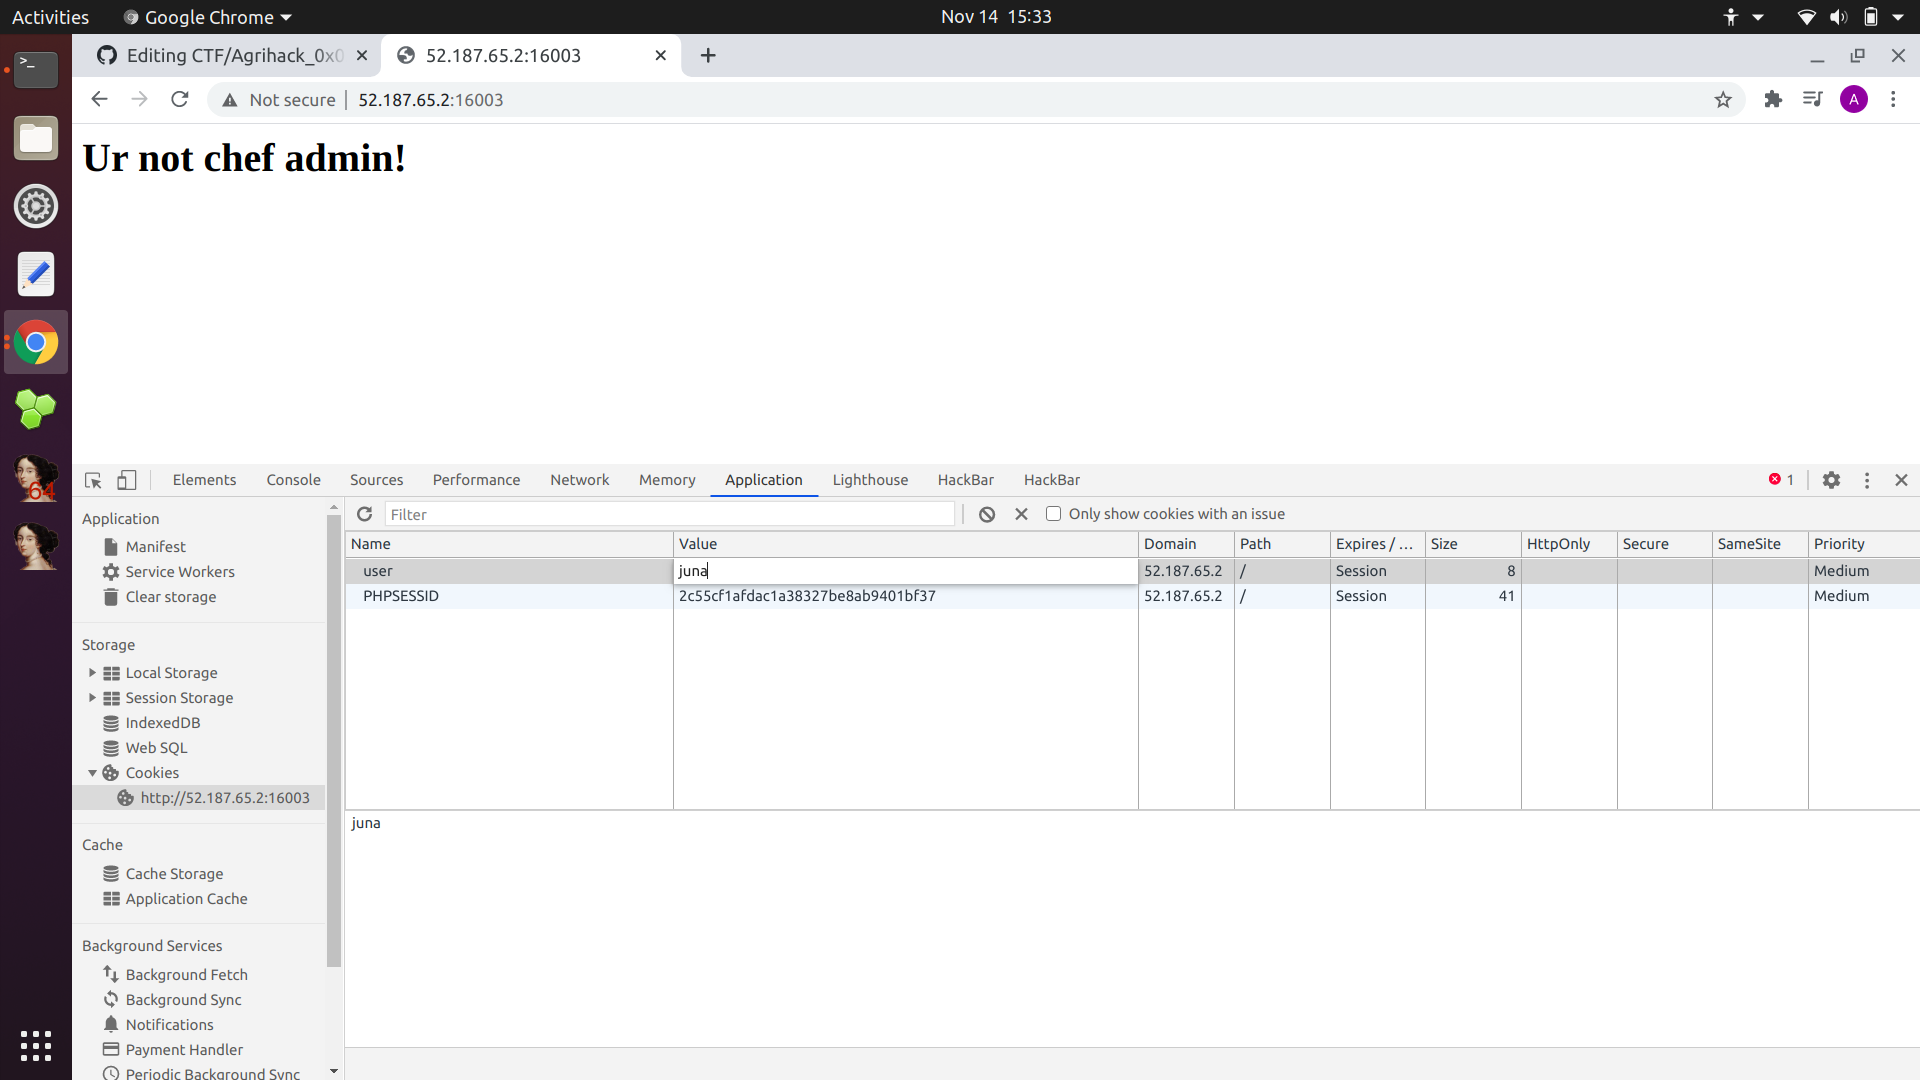 Activities Google Chrome Nov 14 15:33
Editing CTF/Agrihack_0x0 52.187.65.2:16003
Not secure 52.187.65.2:16003 A
Ur not chef admin!
Elements Console Sources Performance Network Memory Application Lighthouse HackBar HackBar 1
Application
Manifest
Service Workers
Clear storage
Storage
Local Storage
Session Storage
IndexedDB
Web SQL
Cookies
http://52.187.65.2:16003
Cache
Cache Storage
Application Cache
Background Services
Background Fetch
Background Sync
Notifications
Payment Handler
Periodic Background Sync
Filter Only show cookies with an issue
Name Value Domain Path Expires / ... Size HttpOnly Secure SameSite Priority
user juna 52.187.65.2 / Session 8 Medium
PHPSESSID 2c55cf1afdac1a38327be8ab9401bf37 52.187.65.2 / Session 41 Medium
juna
>_
64